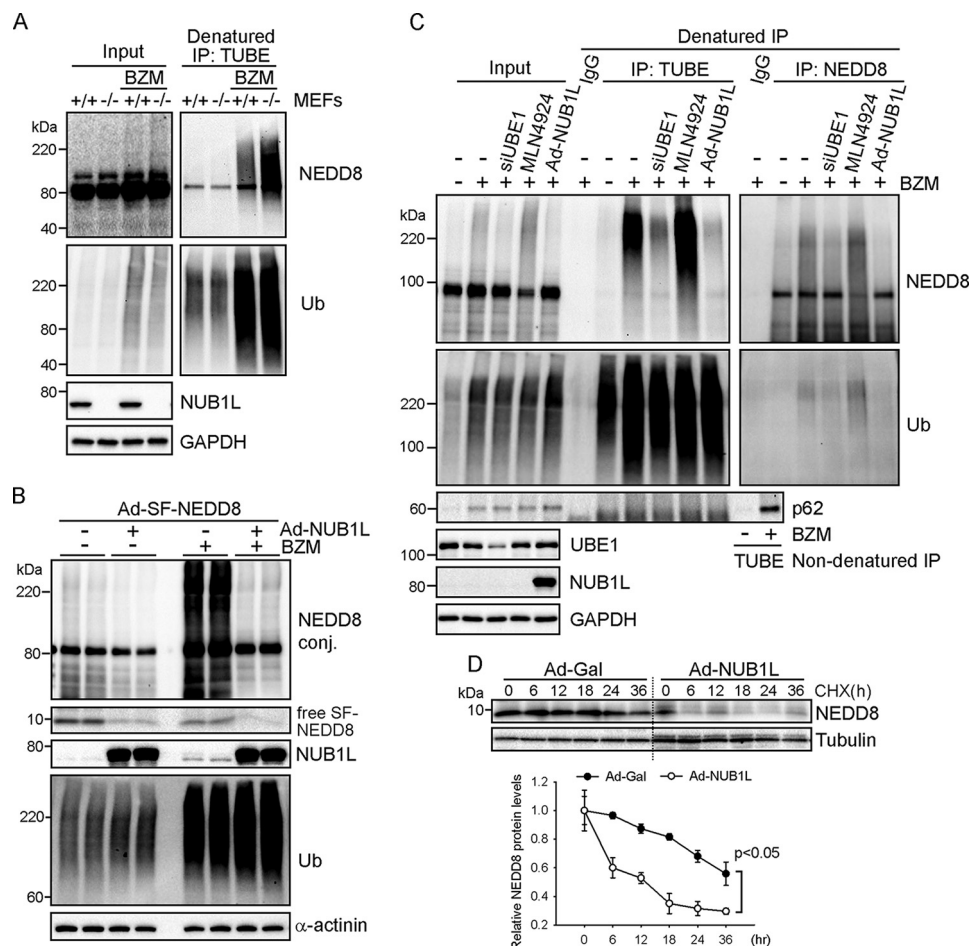 A
Input
Denatured
IP: TUBE
BZM
BZM
+/+ -/- +/+ -/- +/+ -/- +/+ -/- MEFs
kDa
220
80
40
NEDD8
220
80
40
Ub
80
NUB1L
GAPDH
B
Ad-SF-NEDD8
- + - + Ad-NUB1L
+ + BZM
kDa
220
80
NEDD8
conj.
10
free SF-
NEDD8
80
NUB1L
220
60
Ub
α-actinin
C
Denatured IP
Input
IgG
IP: TUBE
IgG
IP: NEDD8
- - siUBE1 MLN4924 Ad-NUB1L - - siUBE1 MLN4924 Ad-NUB1L - - siUBE1 MLN4924 Ad-NUB1L
- + + + + + - + + + + + - + + + + BZM
kDa
220
100
NEDD8
220
100
Ub
60
p62
- + BZM
TUBE Non-denatured IP
100
UBE1
80
NUB1L
GAPDH
D
Ad-Gal Ad-NUB1L
kDa
0 6 12 18 24 36 0 6 12 18 24 36 CHX(h)
10
NEDD8
Tubulin
Ad-Gal Ad-NUB1L
Relative NEDD8 protein levels
1.2
1.0
0.8
0.6
0.4
0.2
p<0.05
0 6 12 18 24 36 (hr)